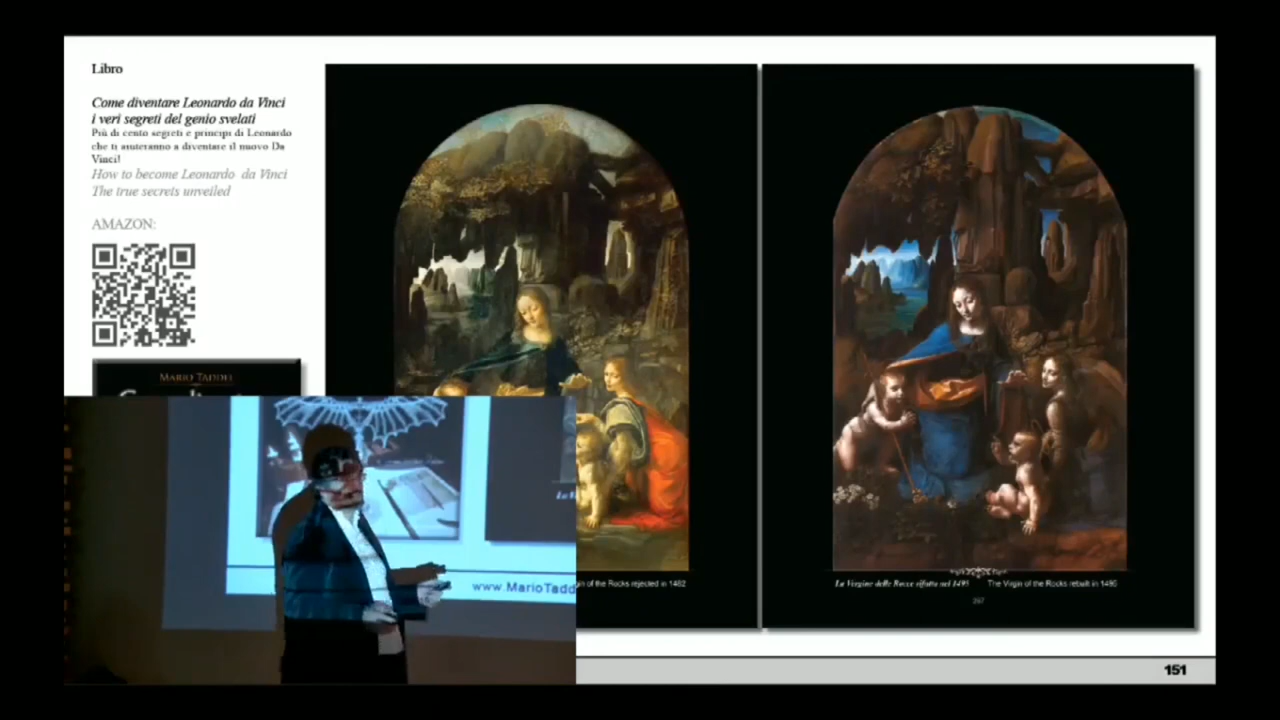 Libro
Come diventare Leonardo da Vinci
i veri segreti del genio svelati
Più di cento segreti e principi di Leonardo
che ti aiuteranno a diventare il nuovo Da
Vinci!
How to become Leonardo da Vinci
The true secrets unveiled
AMAZON:
MARIO TADDEI
www.MarioTadd
of the Rocks rejected in 1482
La Vergine delle Rocce rifatta nel 1495 The Virgin of the Rocks rebuilt in 1495
151